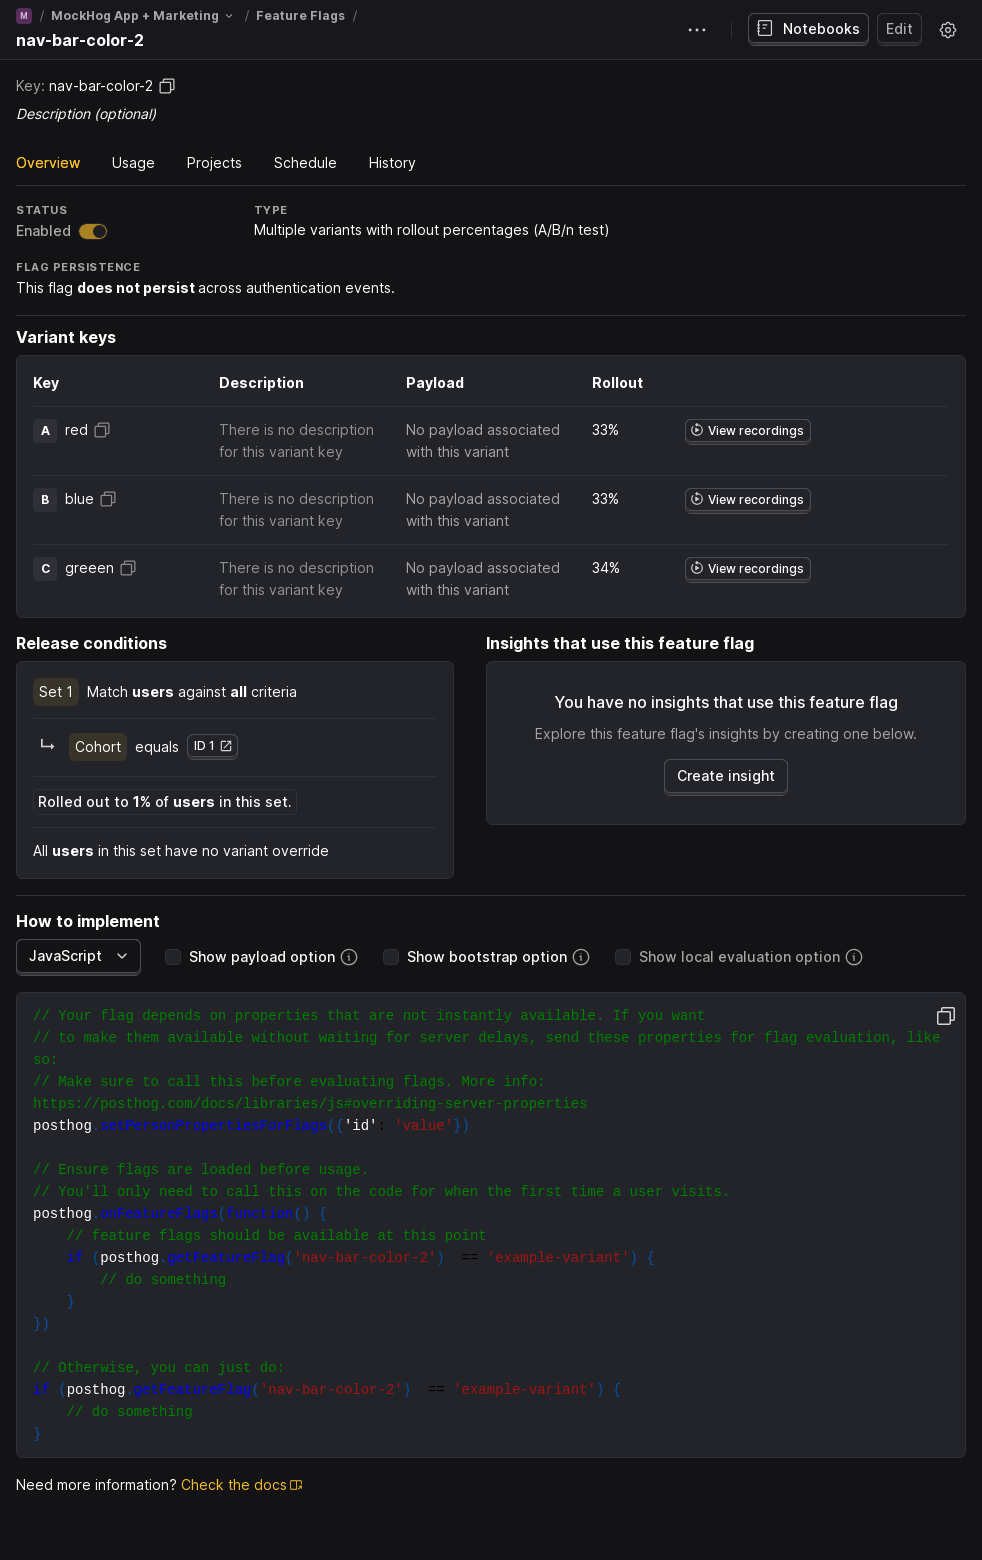 M / MockHog App + Marketing / Feature Flags /
nav-bar-color-2
Notebooks
Edit
Key: nav-bar-color-2
Description (optional)
Overview Usage Projects Schedule History
STATUS
Enabled
TYPE
Multiple variants with rollout percentages (A/B/n test)
FLAG PERSISTENCE
This flag does not persist across authentication events.
Variant keys
Key Description Payload Rollout
A red There is no description No payload associated 33% View recordings
for this variant key with this variant
B blue There is no description No payload associated 33% View recordings
for this variant key with this variant
C greeen There is no description No payload associated 34% View recordings
for this variant key with this variant
Release conditions
Set 1 Match users against all criteria
Cohort equals ID 1
Rolled out to 1% of users in this set.
All users in this set have no variant override
Insights that use this feature flag
You have no insights that use this feature flag
Explore this feature flag's insights by creating one below.
Create insight
How to implement
JavaScript Show payload option Show bootstrap option Show local evaluation option
// Your flag depends on properties that are not instantly available. If you want
// to make them available without waiting for server delays, send these properties for flag evaluation, like
so:
// Make sure to call this before evaluating flags. More info:
https://posthog.com/docs/libraries/js#overriding-server-properties
posthog.setPersonPropertiesForFlags({'id': 'value'})
// Ensure flags are loaded before usage.
// You'll only need to call this on the code for when the first time a user visits.
posthog.onFeatureFlags(function() {
// feature flags should be available at this point
if (posthog.getFeatureFlag('nav-bar-color-2')  == 'example-variant') {
// do something
}
})
// Otherwise, you can just do:
if (posthog.getFeatureFlag('nav-bar-color-2')  == 'example-variant') {
// do something
}
Need more information? Check the docs